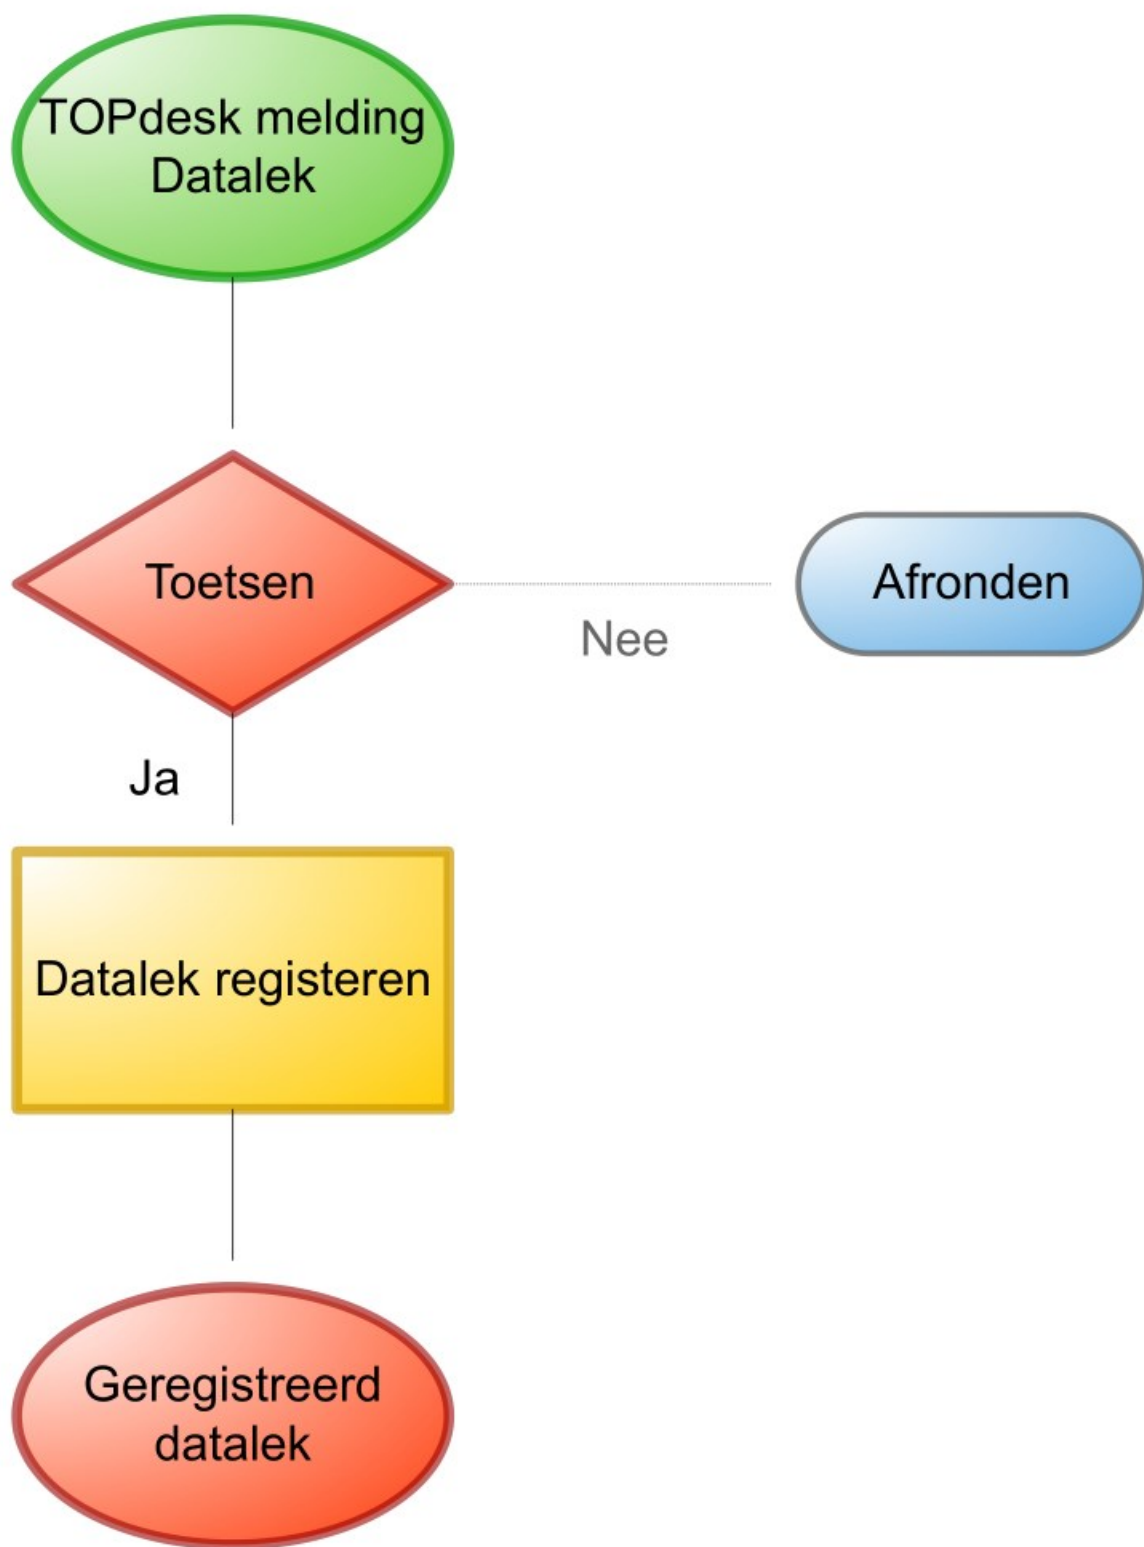 TOPdesk melding
Datalek
Toetsen
Afronden
Nee
Ja
Datalek registeren
Geregistreerd
datalek